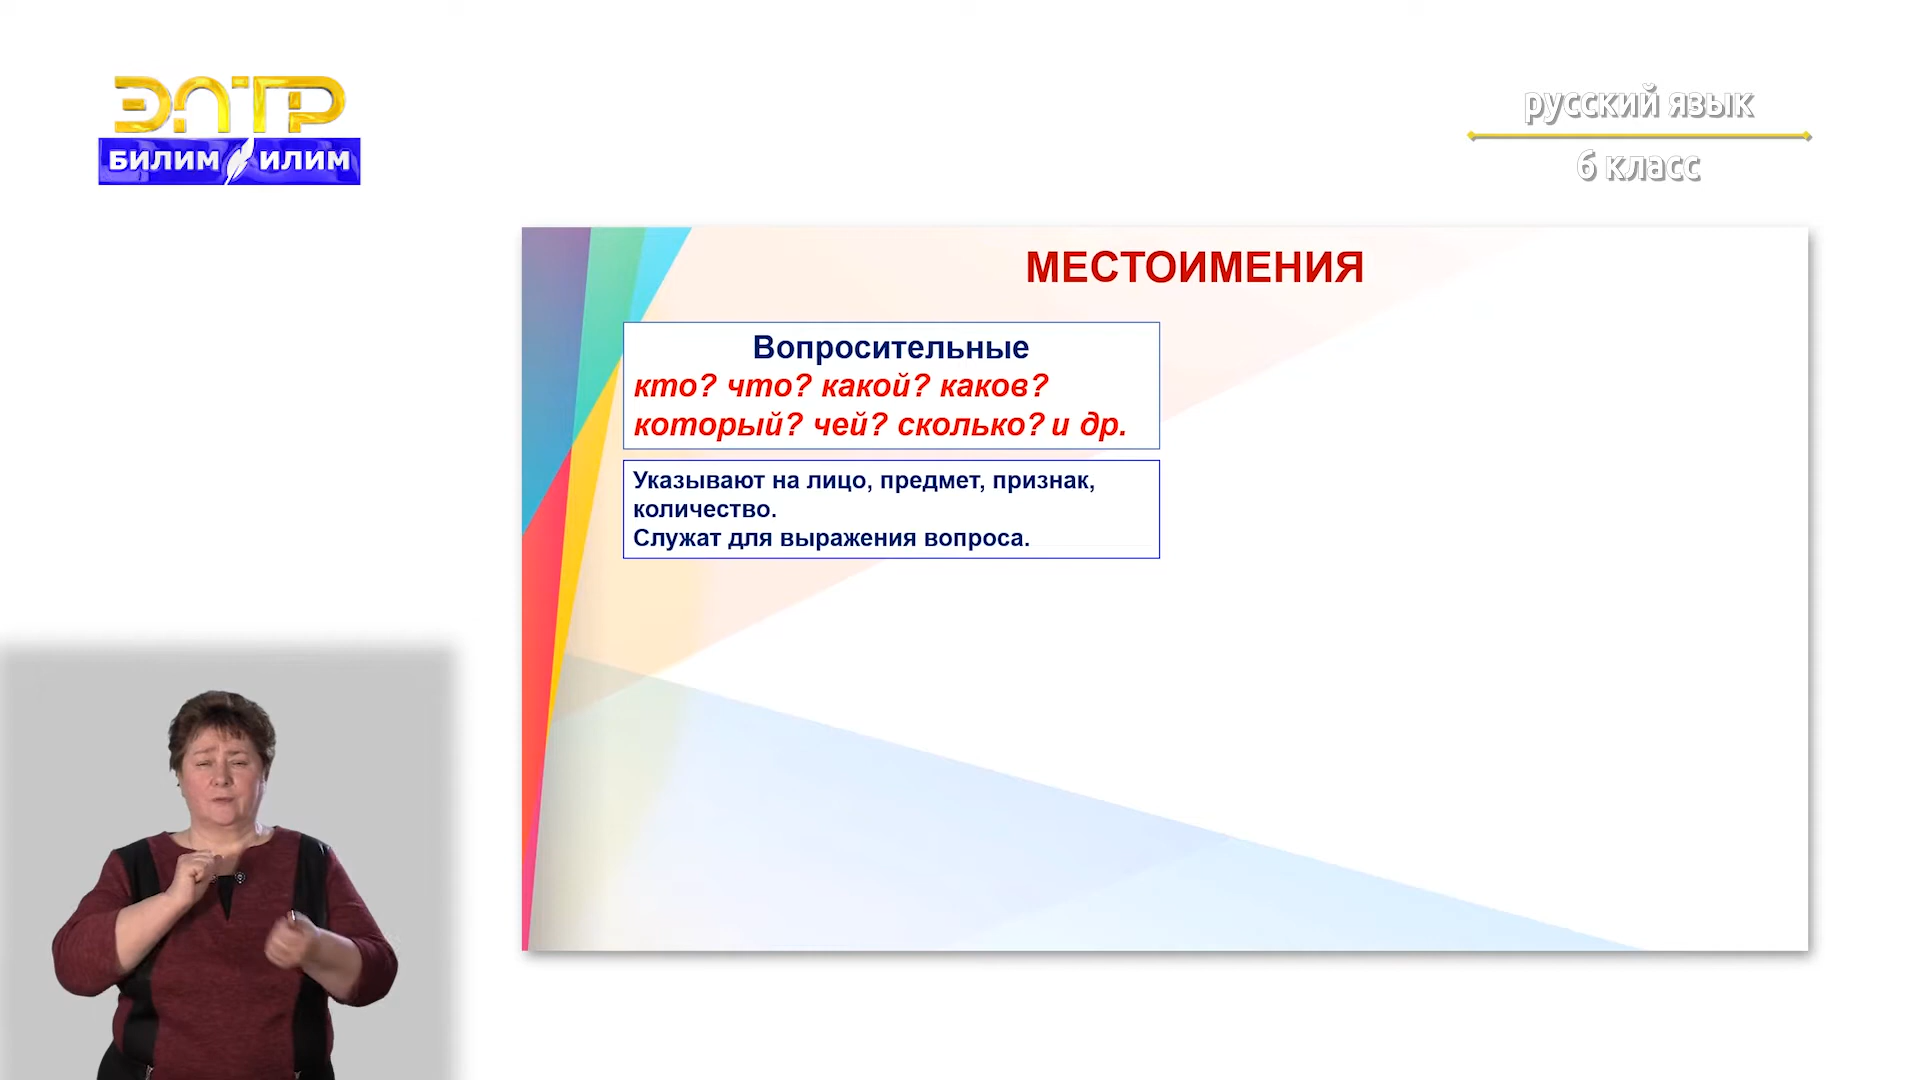 ЭЛТР
БИЛИМ ИЛИМ
русский язык
6 класс
МЕСТОИМЕНИЯ
Вопросительные
кто? что? какой? каков?
который? чей? сколько? и др.
Указывают на лицо, предмет, признак,
количество.
Служат для выражения вопроса.